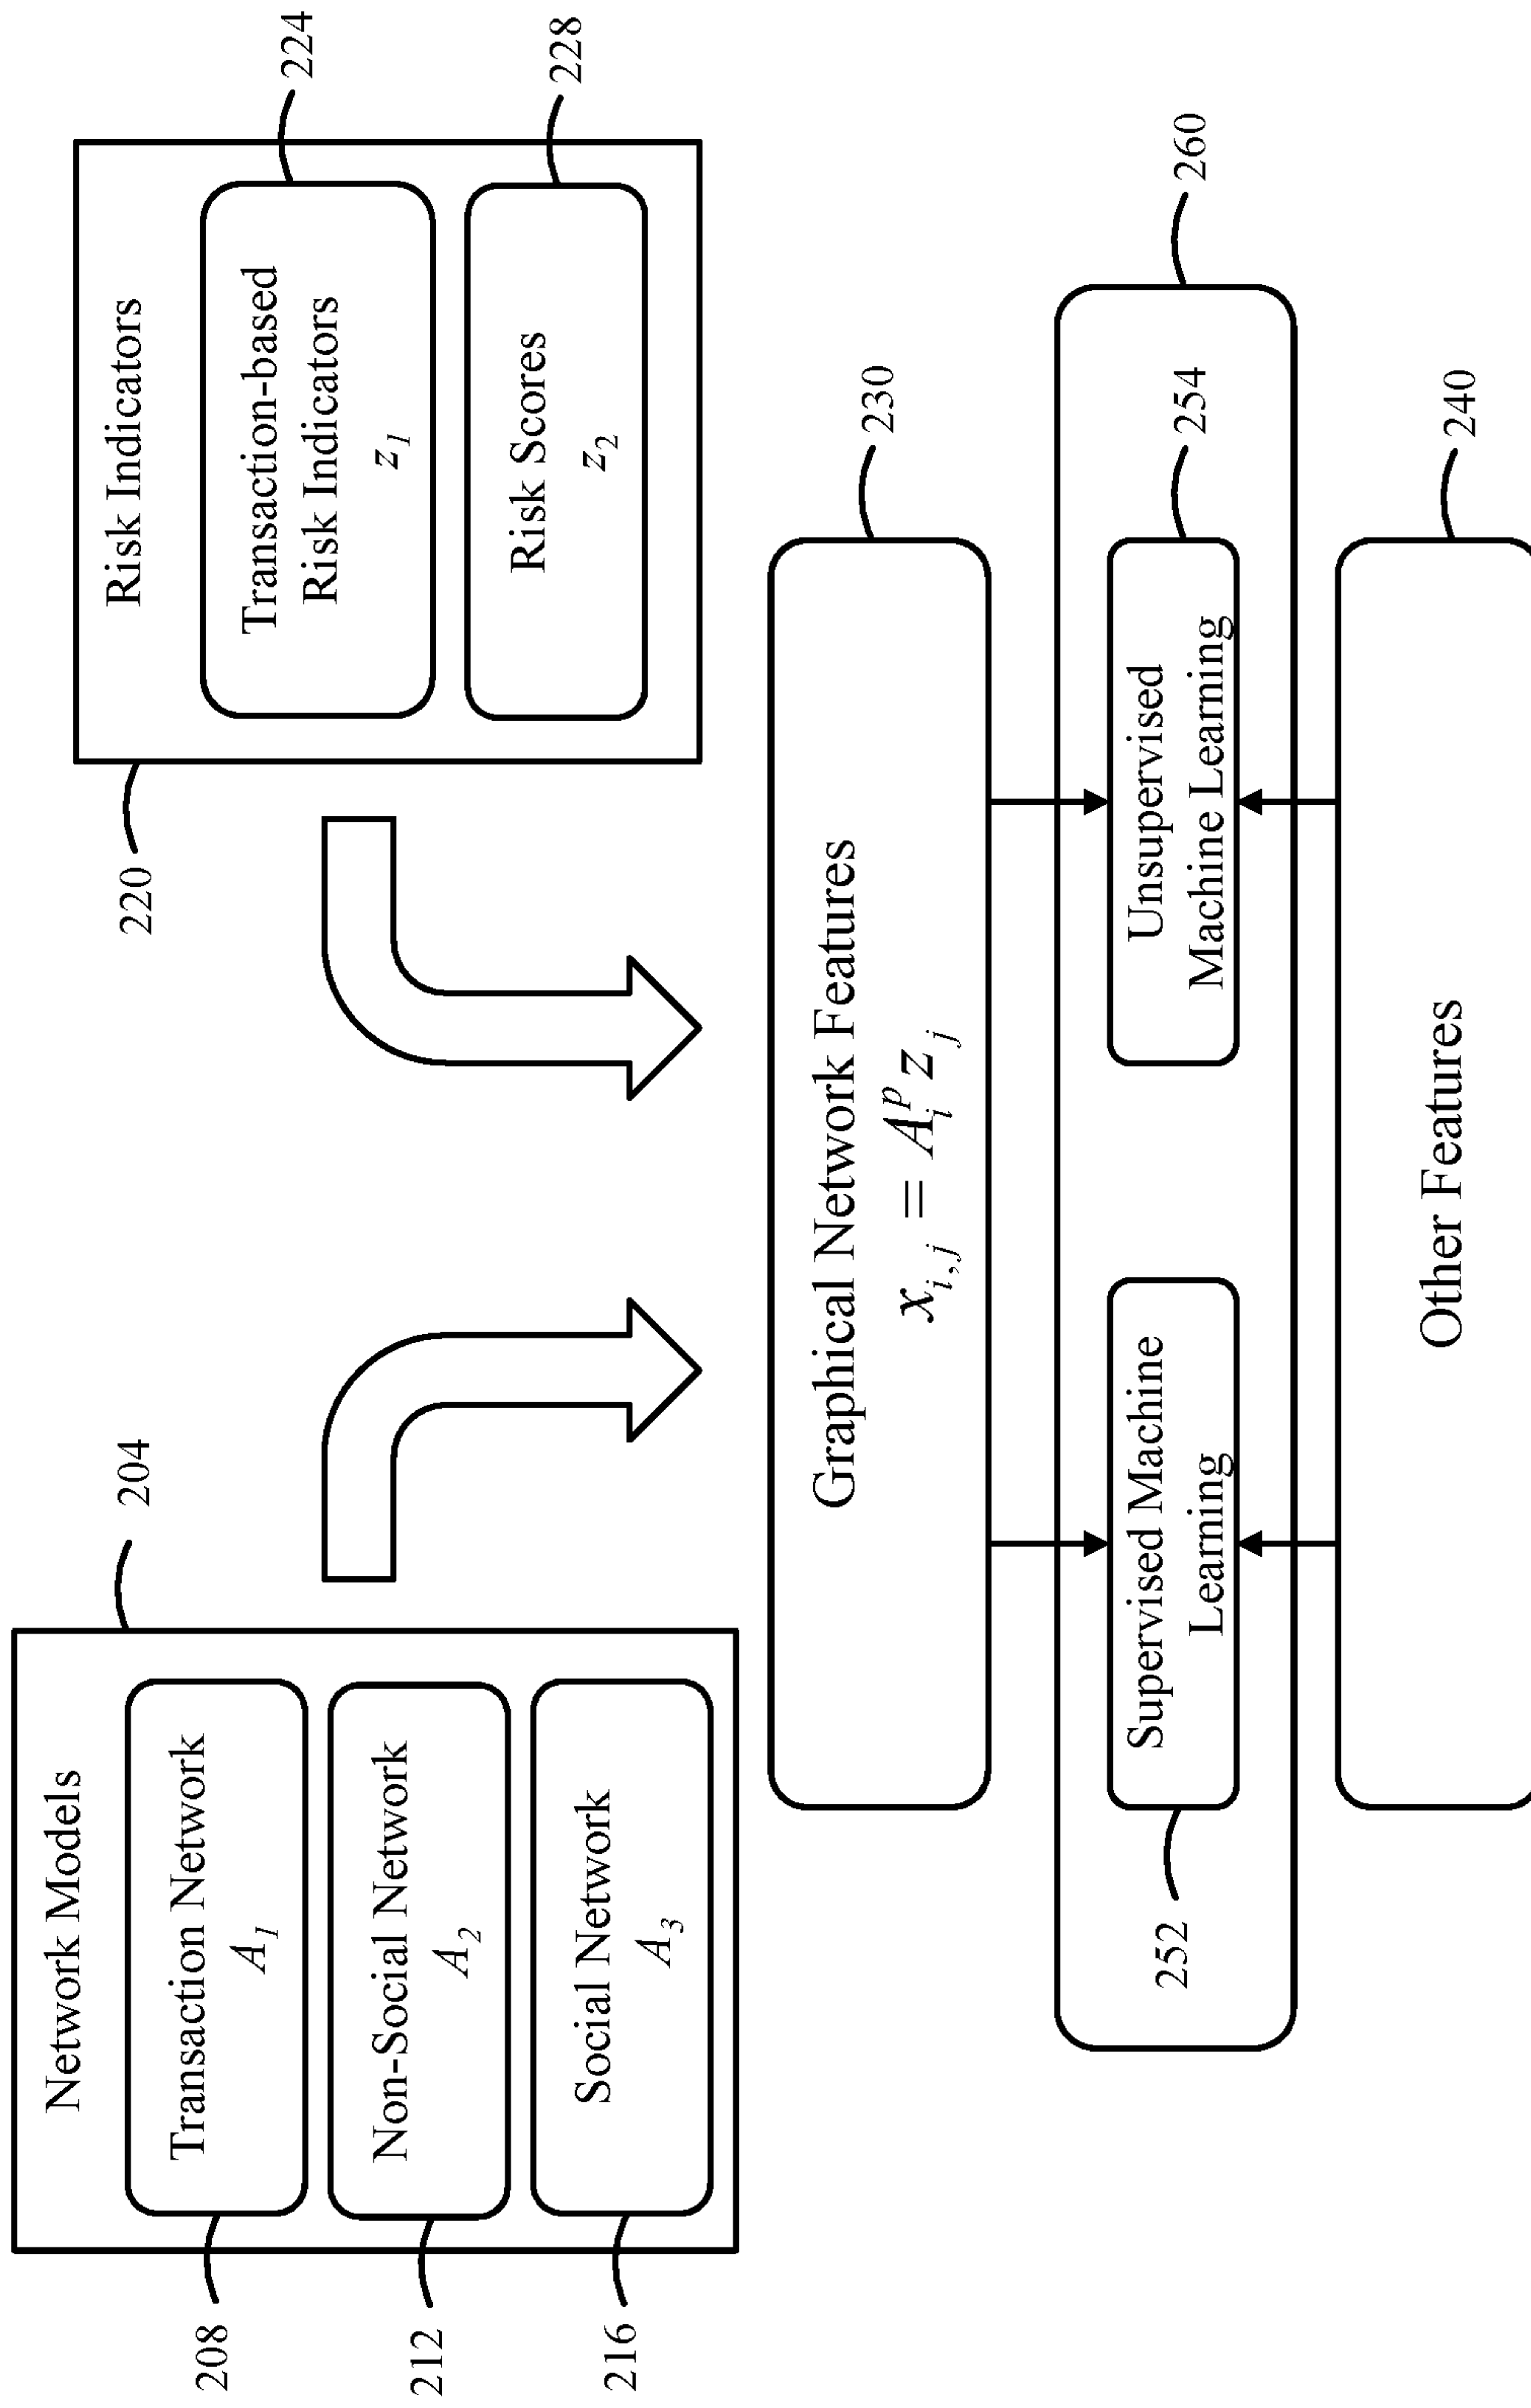 204
Network Models
208
Transaction Network
A1
212
Non-Social Network
A2
216
Social Network
A3
220
Risk Indicators
224
Transaction-based
Risk Indicators
z1
228
Risk Scores
z2
230
Graphical Network Features
x_{i,j} = A_i^p z_j
260
252
Supervised Machine
Learning
254
Unsupervised
Machine Learning
240
Other Features